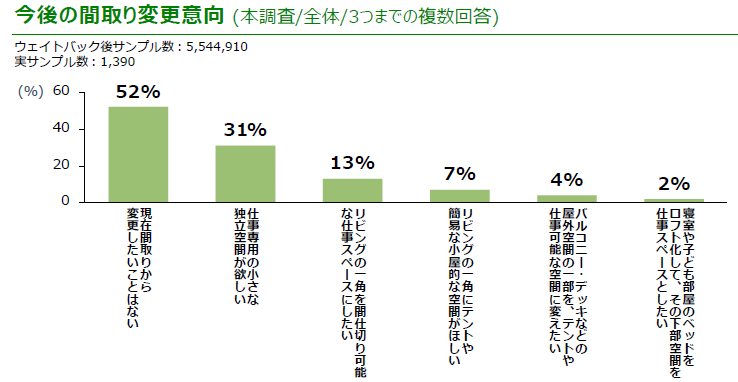 今後の間取り変更意向 (本調査/全体/3つまでの複数回答)
ウェイトバック後サンプル数：5,544,910
実サンプル数：1,390
(%)
60
40
20
0
52%
31%
13%
7%
4%
2%
現在間取りから
変更したいことはない
仕事専用の小さな
独立空間が欲しい
リビングの一角を間仕切り可能
な仕事スペースにしたい
リビングの一角にテントや
簡易な小屋的な空間がほしい
バルコニー・デッキなどの
屋外空間の一部を、テントや
仕事可能な空間に変えたい
寝室や子ども部屋のベッドを
ロフト化して、その下部空間を
仕事スペースとしたい